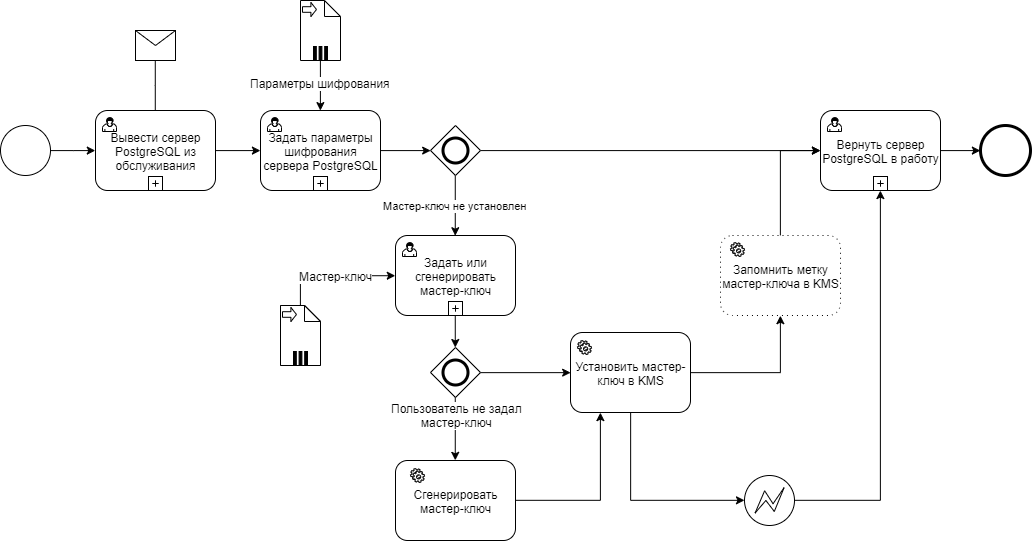 Параметры шифрования
Вывести сервер
PostgreSQL из
обслуживания
Задать параметры
шифрования
сервера PostgreSQL
Вернуть сервер
PostgreSQL в работу
Мастер-ключ не установлен
Задать или
сгенерировать
мастер-ключ
Мастер-ключ
Запомнить метку
мастер-ключа в KMS
Установить мастер-
ключ в KMS
Пользователь не задал
мастер-ключ
Сгенерировать
мастер-ключ